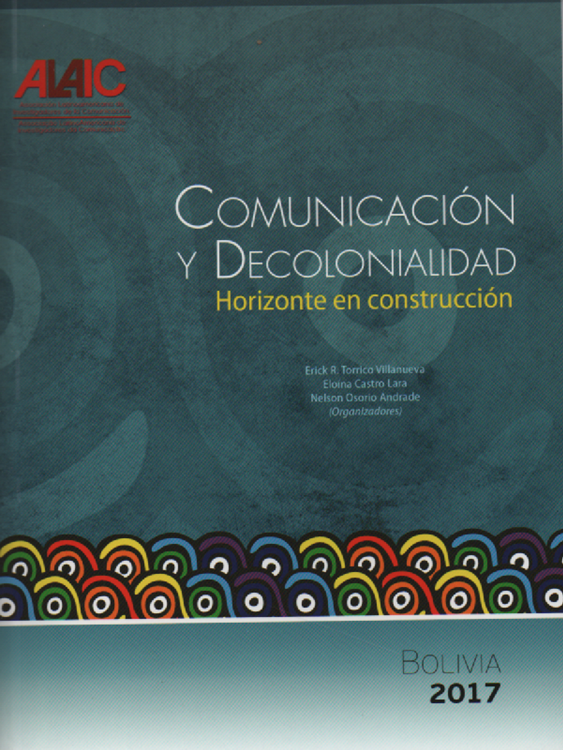 ALAIC
COMUNICACIÓN
Y DECOLONIALIDAD
Horizonte en construcción
Erick R. Torrico Villanueva
Eloina Castro Lara
Nelson Osorio Andrade
(Organizadores)
BOLIVIA
2017